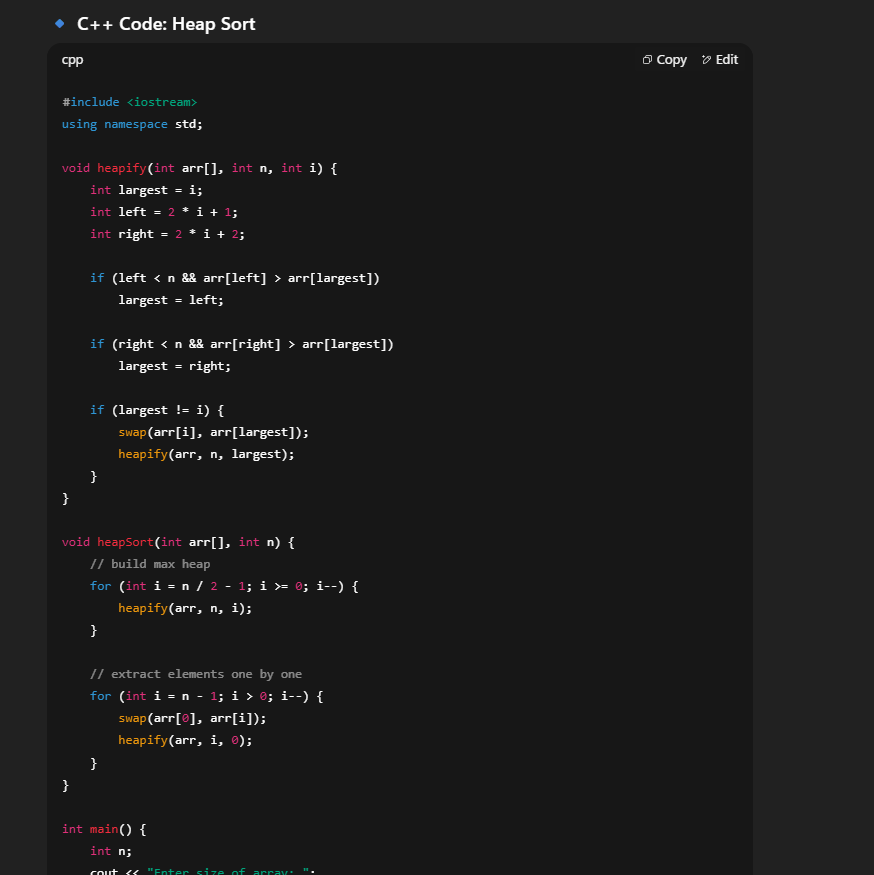 C++ Code: Heap Sort
cpp
Copy
Edit
#include <iostream>
using namespace std;
void heapify(int arr[], int n, int i) {
    int largest = i;
    int left = 2 * i + 1;
    int right = 2 * i + 2;
    if (left < n && arr[left] > arr[largest])
        largest = left;
    if (right < n && arr[right] > arr[largest])
        largest = right;
    if (largest != i) {
        swap(arr[i], arr[largest]);
        heapify(arr, n, largest);
    }
}
void heapSort(int arr[], int n) {
    // build max heap
    for (int i = n / 2 - 1; i >= 0; i--) {
        heapify(arr, n, i);
    }
    // extract elements one by one
    for (int i = n - 1; i > 0; i--) {
        swap(arr[0], arr[i]);
        heapify(arr, i, 0);
    }
}
int main() {
    int n;
    cout << "Enter size of array: ";